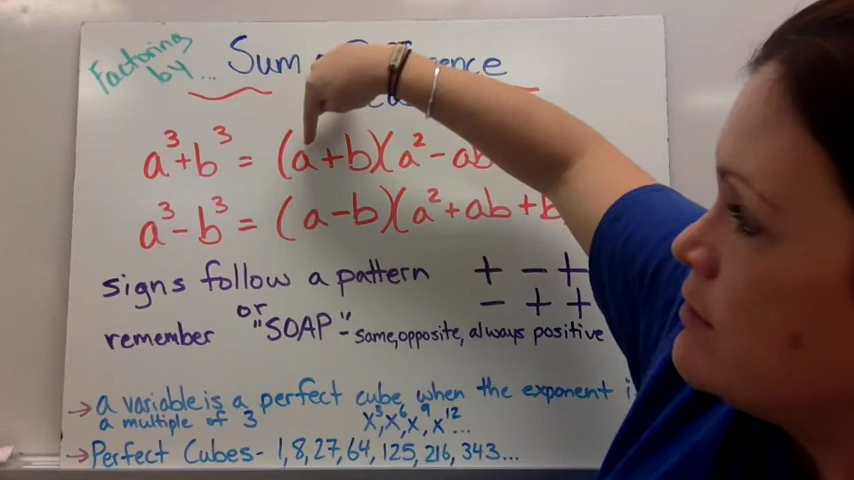 Factoring by... Sum
a³+b³ = (a+b)(a² - ab
a³-b³ = (a-b)(a²+ab+b
signs follow a pattern + - +
- + +
or
remember "SOAP"- same, opposite, always positive
→ a variable is a perfect cube when the exponent i
a multiple of 3 x³, x⁶, x⁹, x¹²...
→ Perfect Cubes- 1, 8, 27, 64, 125, 216, 343...